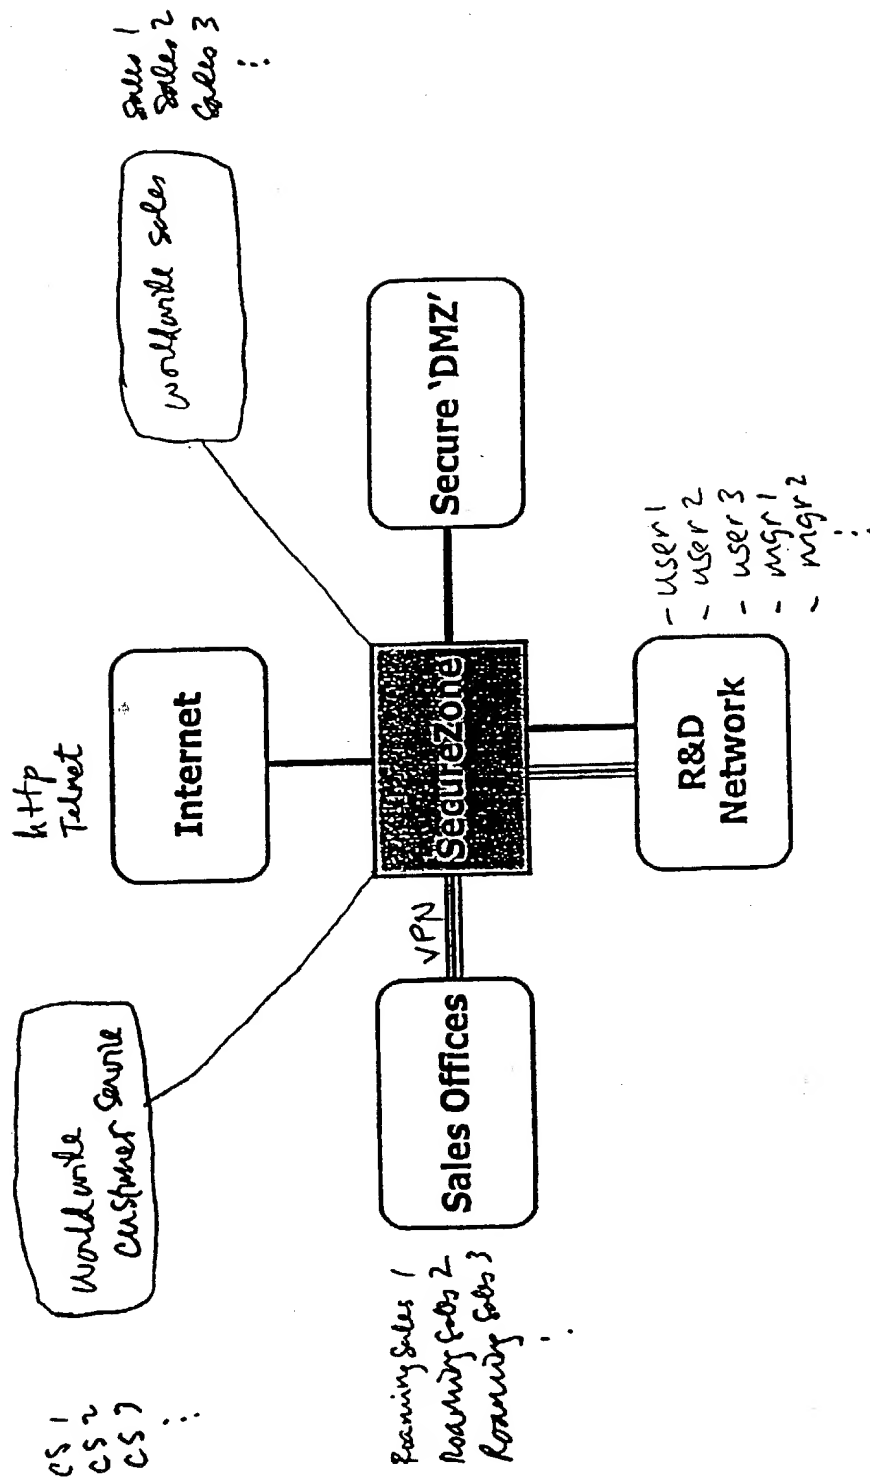 CS 1
CS 2
CS 3
⋮
worldwide
customer service
http
Telnet
Internet
worldwide sales
Sales 1
Sales 2
Sales 3
⋮
Roaming Sales 1
Roaming Sales 2
Roaming Sales 3
⋮
Sales Offices
VPN
SecureZone
Secure 'DMZ'
R&D
Network
- user 1
- user 2
- user 3
- mgr 1
- mgr 2
⋮